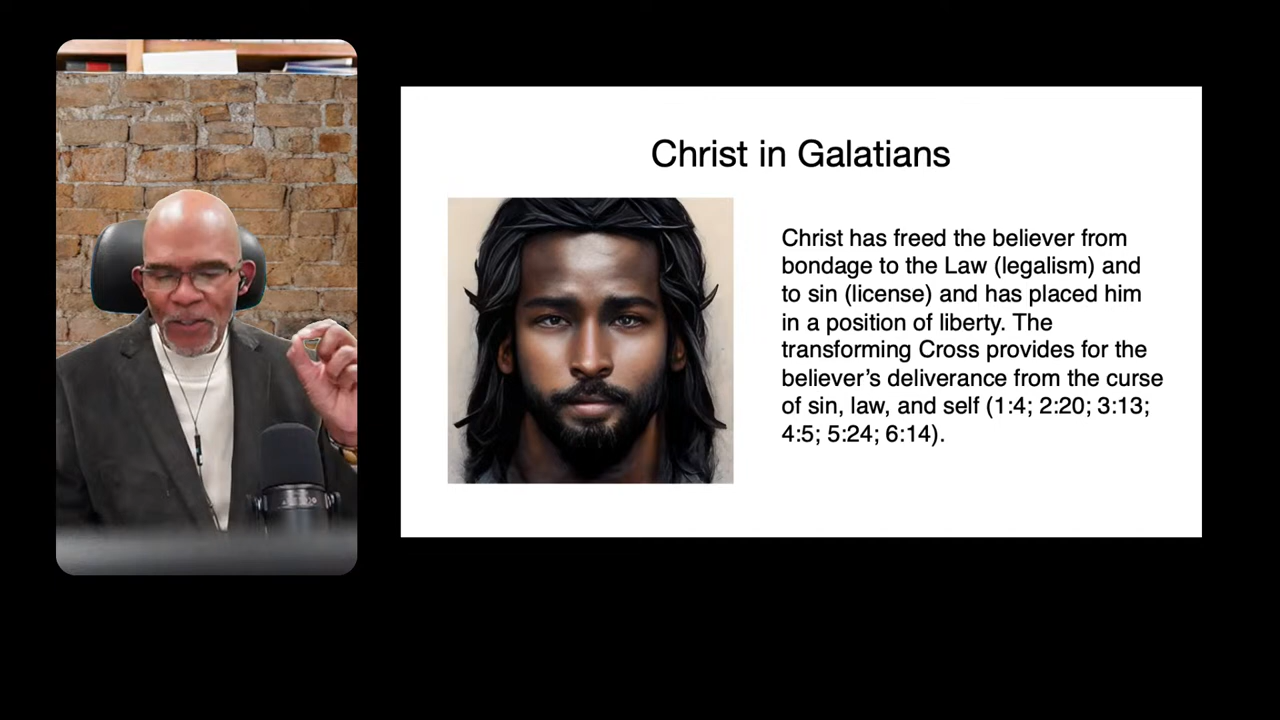 Christ in Galatians
Christ has freed the believer from
bondage to the Law (legalism) and
to sin (license) and has placed him
in a position of liberty. The
transforming Cross provides for the
believer’s deliverance from the curse
of sin, law, and self (1:4; 2:20; 3:13;
4:5; 5:24; 6:14).